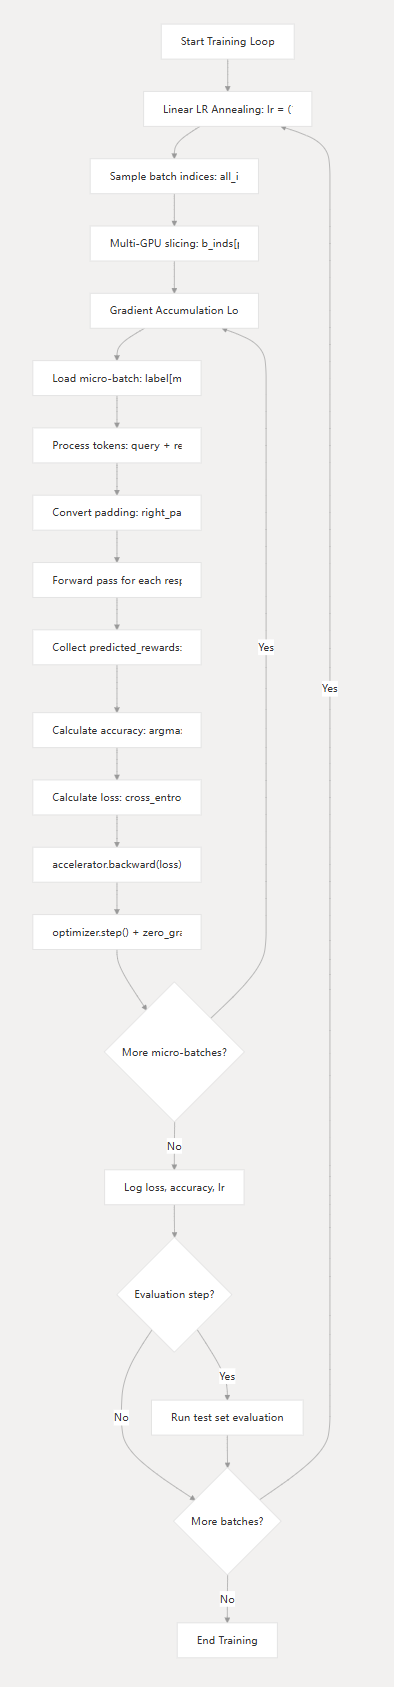 Start Training Loop
Linear LR Annealing: lr = (
Sample batch indices: all_i
Multi-GPU slicing: b_inds[
Gradient Accumulation Lo
Load micro-batch: label[m
Process tokens: query + re
Convert padding: right_pa
Forward pass for each resp
Collect predicted_rewards:
Calculate accuracy: argma
Calculate loss: cross_entro
accelerator.backward(loss)
optimizer.step() + zero_gra
Yes
Yes
More micro-batches?
No
Log loss, accuracy, lr
Evaluation step?
Yes
No
Run test set evaluation
More batches?
No
End Training